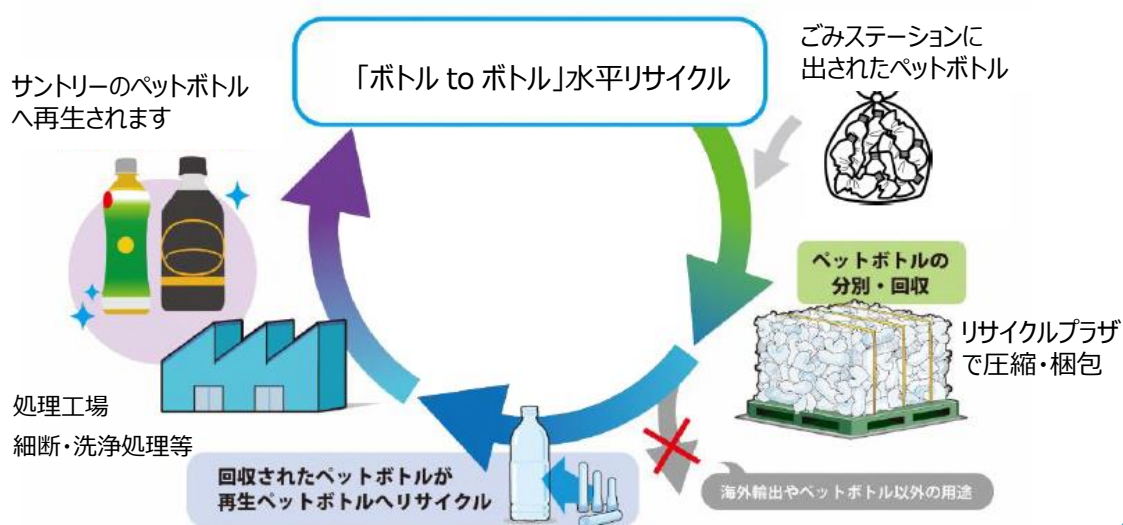 「ボトル to ボトル」水平リサイクル
ごみステーションに
出されたペットボトル
ペットボトルの
分別・回収
リサイクルプラザ
で圧縮・梱包
海外輸出やペットボトル以外の用途
回収されたペットボトルが
再生ペットボトルへリサイクル
処理工場
細断・洗浄処理等
サントリーのペットボトル
へ再生されます